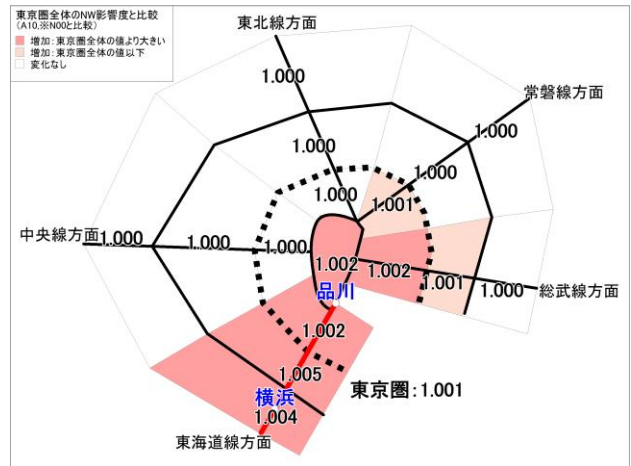 東京圏全体のNW影響度と比較
(A10,※N00と比較)
増加:東京圏全体の値より大きい
増加:東京圏全体の値以下
変化なし
東北線方面
1.000
常磐線方面
1.000
1.000
1.000
1.000
1.001
中央線方面
1.000
1.000
1.000
1.002
1.002
1.001
1.000
総武線方面
品川
1.002
1.005
東京圏:1.001
横浜
1.004
東海道線方面